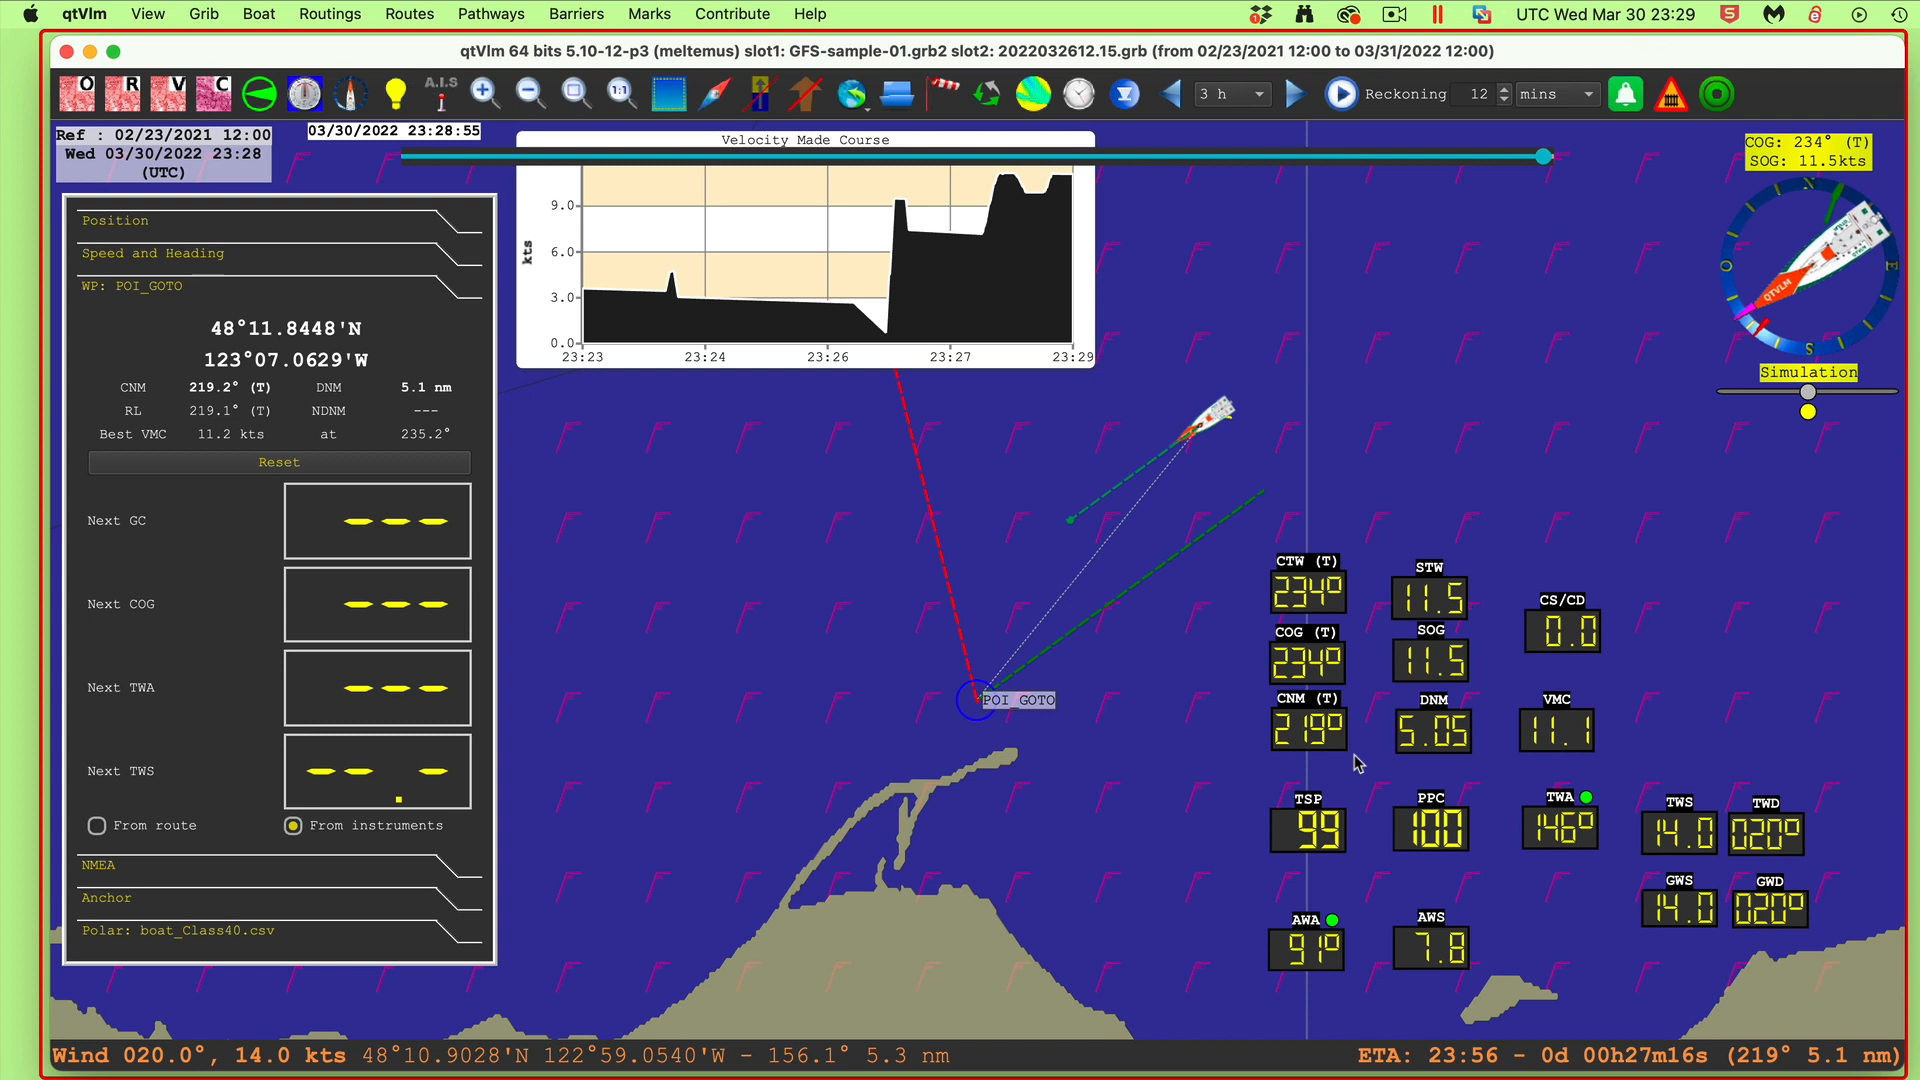 qtVlm View Grib Boat Routings Routes Pathways Barriers Marks Contribute Help
UTC Wed Mar 30 23:29
qtVlm 64 bits 5.10-12-p3 (meltemus) slot1: GFS-sample-01.grb2 slot2: 2022032612.15.grb (from 02/23/2021 12:00 to 03/31/2022 12:00)
O R V C A.I.S 1:1 3 h Reckoning 12 mins
Ref : 02/23/2021 12:00
Wed 03/30/2022 23:28
(UTC)
03/30/2022 23:28:55
Velocity Made Course
kts
9.0
6.0
3.0
0.0
23:23 23:24 23:26 23:27 23:29
COG: 234° (T)
SOG: 11.5kts
N
E
S
O
QTVLM
Simulation
Position
Speed and Heading
WP: POI_GOTO
48°11.8448'N
123°07.0629'W
CNM 219.2° (T) DNM 5.1 nm
RL 219.1° (T) NDNM ---
Best VMC 11.2 kts at 235.2°
Reset
Next GC ---
Next COG ---
Next TWA ---
Next TWS -- . -
From route From instruments
NMEA
Anchor
Polar: boat_Class40.csv
POI_GOTO
CTW (T) STW CS/CD
234° 11.5 0.0
COG (T) SOG
234° 11.5
CNM (T) DNM VMC
219° 5.05 11.1
TSP PPC TWA TWS TWD
99 100 146° 14.0 020°
GWS GWD
14.0 020°
AWA AWS
91° 7.8
Wind 020.0°, 14.0 kts 48°10.9028'N 122°59.0540'W - 156.1° 5.3 nm
ETA: 23:56 - 0d 00h27m16s (219° 5.1 nm)